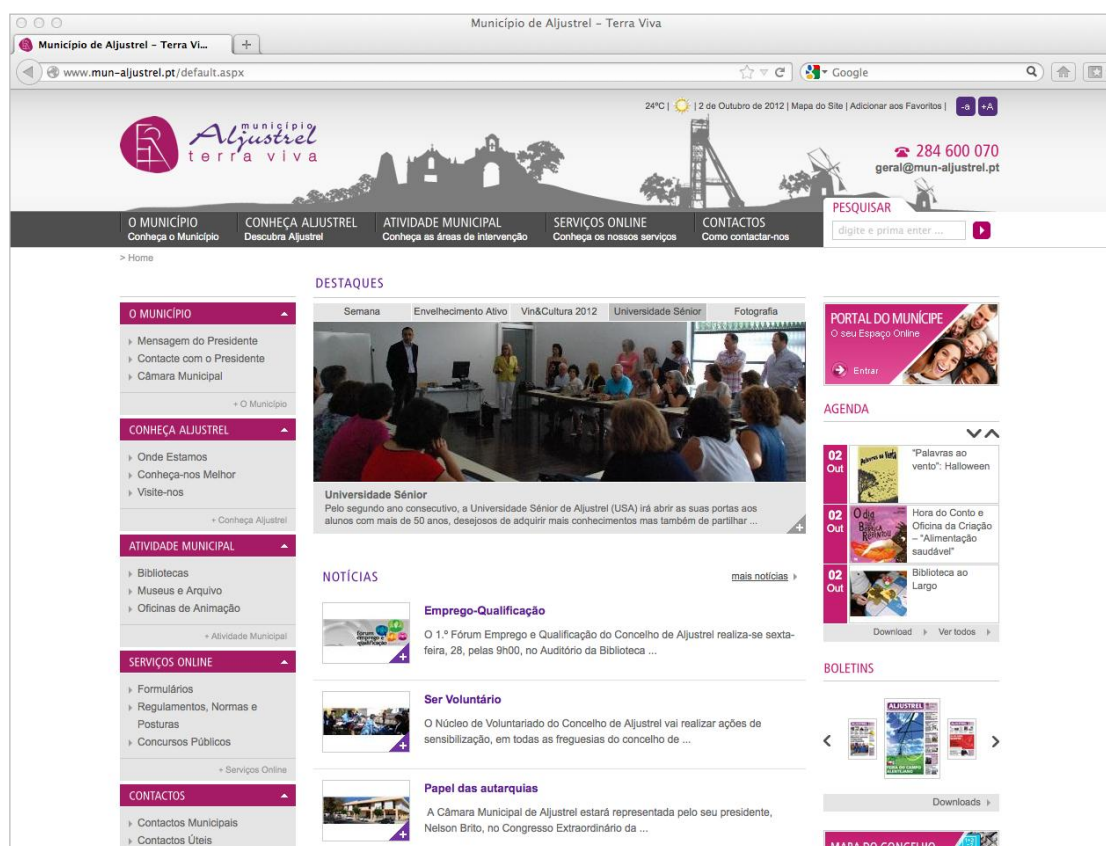 Município de Aljustrel – Terra Viva
Município de Aljustrel – Terra Vi...
www.mun-aljustrel.pt/default.aspx
Google
24ºC | | 2 de Outubro de 2012 | Mapa do Site | Adicionar aos Favoritos | -a +A
município
Aljustrel
terra viva
284 600 070
geral@mun-aljustrel.pt
O MUNICÍPIO
Conheça o Município
CONHEÇA ALJUSTREL
Descubra Aljustrel
ATIVIDADE MUNICIPAL
Conheça as áreas de intervenção
SERVIÇOS ONLINE
Conheça os nossos serviços
CONTACTOS
Como contactar-nos
PESQUISAR
digite e prima enter ...
> Home
O MUNICÍPIO
Mensagem do Presidente
Contacte com o Presidente
Câmara Municipal
+ O Município
CONHEÇA ALJUSTREL
Onde Estamos
Conheça-nos Melhor
Visite-nos
+ Conheça Aljustrel
ATIVIDADE MUNICIPAL
Bibliotecas
Museus e Arquivo
Oficinas de Animação
+ Atividade Municipal
SERVIÇOS ONLINE
Formulários
Regulamentos, Normas e
Posturas
Concursos Públicos
+ Serviços Online
CONTACTOS
Contactos Municipais
Contactos Úteis
DESTAQUES
Semana
Envelhecimento Ativo
Vin&Cultura 2012
Universidade Sénior
Fotografia
Universidade Sénior
Pelo segundo ano consecutivo, a Universidade Sénior de Aljustrel (USA) irá abrir as suas portas aos
alunos com mais de 50 anos, desejosos de adquirir mais conhecimentos mas também de partilhar ...
NOTÍCIAS
mais notícias
fórum
emprego e
qualificação
Emprego-Qualificação
O 1.º Fórum Emprego e Qualificação do Concelho de Aljustrel realiza-se sexta-
feira, 28, pelas 9h00, no Auditório da Biblioteca ...
Ser Voluntário
O Núcleo de Voluntariado do Concelho de Aljustrel vai realizar ações de
sensibilização, em todas as freguesias do concelho de ...
Papel das autarquias
A Câmara Municipal de Aljustrel estará representada pelo seu presidente,
Nelson Brito, no Congresso Extraordinário da ...
PORTAL DO MUNÍCIPE
O seu Espaço Online
Entrar
AGENDA
02
Out
Palavras ao Vento
"Palavras ao
vento": Halloween
02
Out
Hora do Conto e
Oficina da Criação
– "Alimentação
saudável"
02
Out
Biblioteca ao
Largo
Download
Ver todos
BOLETINS
ALJUSTREL
Downloads
MAPA DO CONCELHO